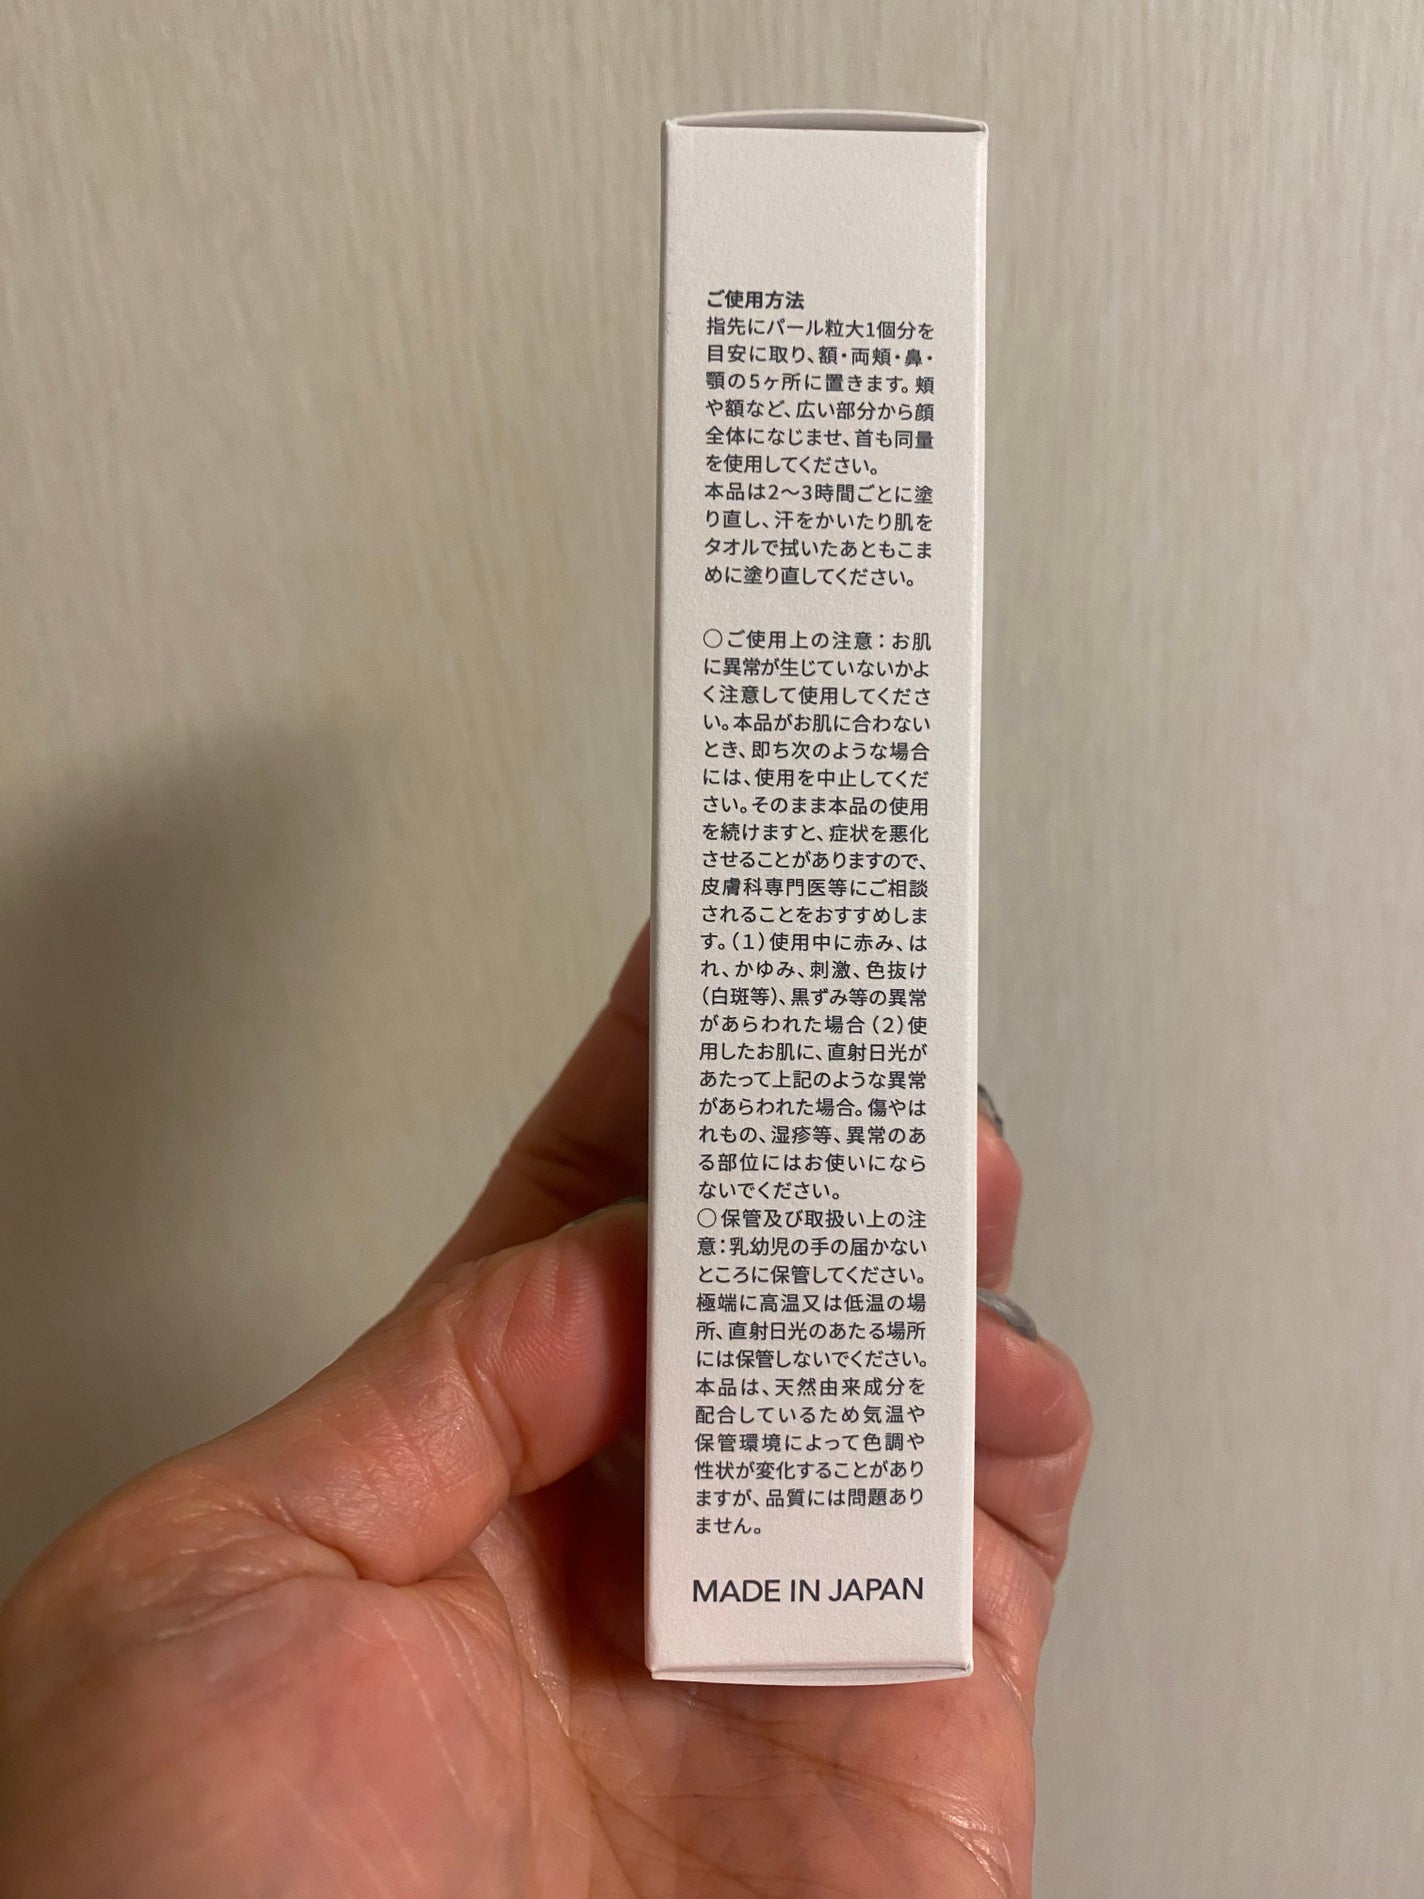 ご使用方法
指先にパール粒大1個分を
目安に取り、額・両頬・鼻・
顎の5ヶ所に置きます。頬
や額など、広い部分から顔
全体になじませ、首も同量
を使用してください。
本品は2〜3時間ごとに塗
り直し、汗をかいたり肌を
タオルで拭いたあともこま
めに塗り直してください。
○ご使用上の注意：お肌
に異常が生じていないかよ
く注意して使用してくださ
い。本品がお肌に合わない
とき、即ち次のような場合
には、使用を中止してくだ
さい。そのまま本品の使用
を続けますと、症状を悪化
させることがありますので、
皮膚科専門医等にご相談
されることをおすすめしま
す。（1）使用中に赤み、は
れ、かゆみ、刺激、色抜け
（白斑等）、黒ずみ等の異常
があらわれた場合（2）使
用したお肌に、直射日光が
あたって上記のような異常
があらわれた場合。傷やは
れもの、湿疹等、異常のあ
る部位にはお使いになら
ないでください。
○保管及び取扱い上の注
意：乳幼児の手の届かない
ところに保管してください。
極端に高温又は低温の場
所、直射日光のあたる場所
には保管しないでください。
本品は、天然由来成分を
配合しているため気温や
保管環境によって色調や
性状が変化することがあり
ますが、品質には問題あり
ません。
MADE IN JAPAN